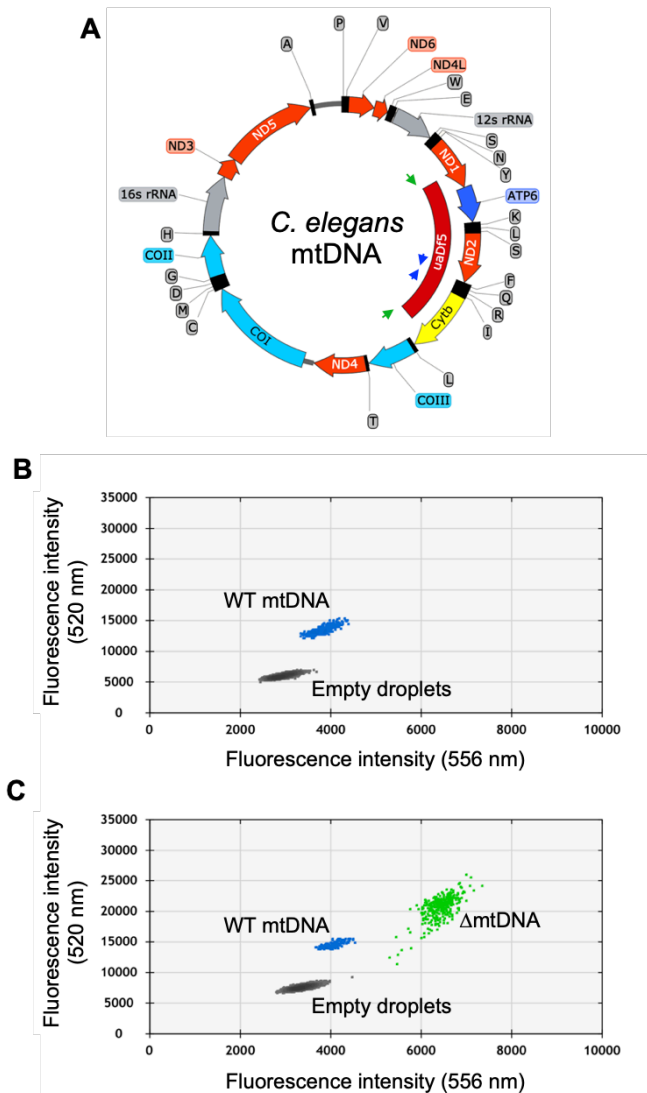 A
P
V
A
ND6
ND4L
W
E
12s rRNA
S
N
Y
ATP6
K
L
S
F
Q
R
I
L
COIII
T
C
M
D
G
COII
H
16s rRNA
ND3
ND5
ND1
ND2
Cytb
ND4
COI
uaDf5
C. elegans
mtDNA
B
Fluorescence intensity
(520 nm)
35000
30000
25000
20000
15000
10000
5000
0
WT mtDNA
Empty droplets
0 2000 4000 6000 8000 10000
Fluorescence intensity (556 nm)
C
Fluorescence intensity
(520 nm)
35000
30000
25000
20000
15000
10000
5000
0
WT mtDNA
ΔmtDNA
Empty droplets
0 2000 4000 6000 8000 10000
Fluorescence intensity (556 nm)